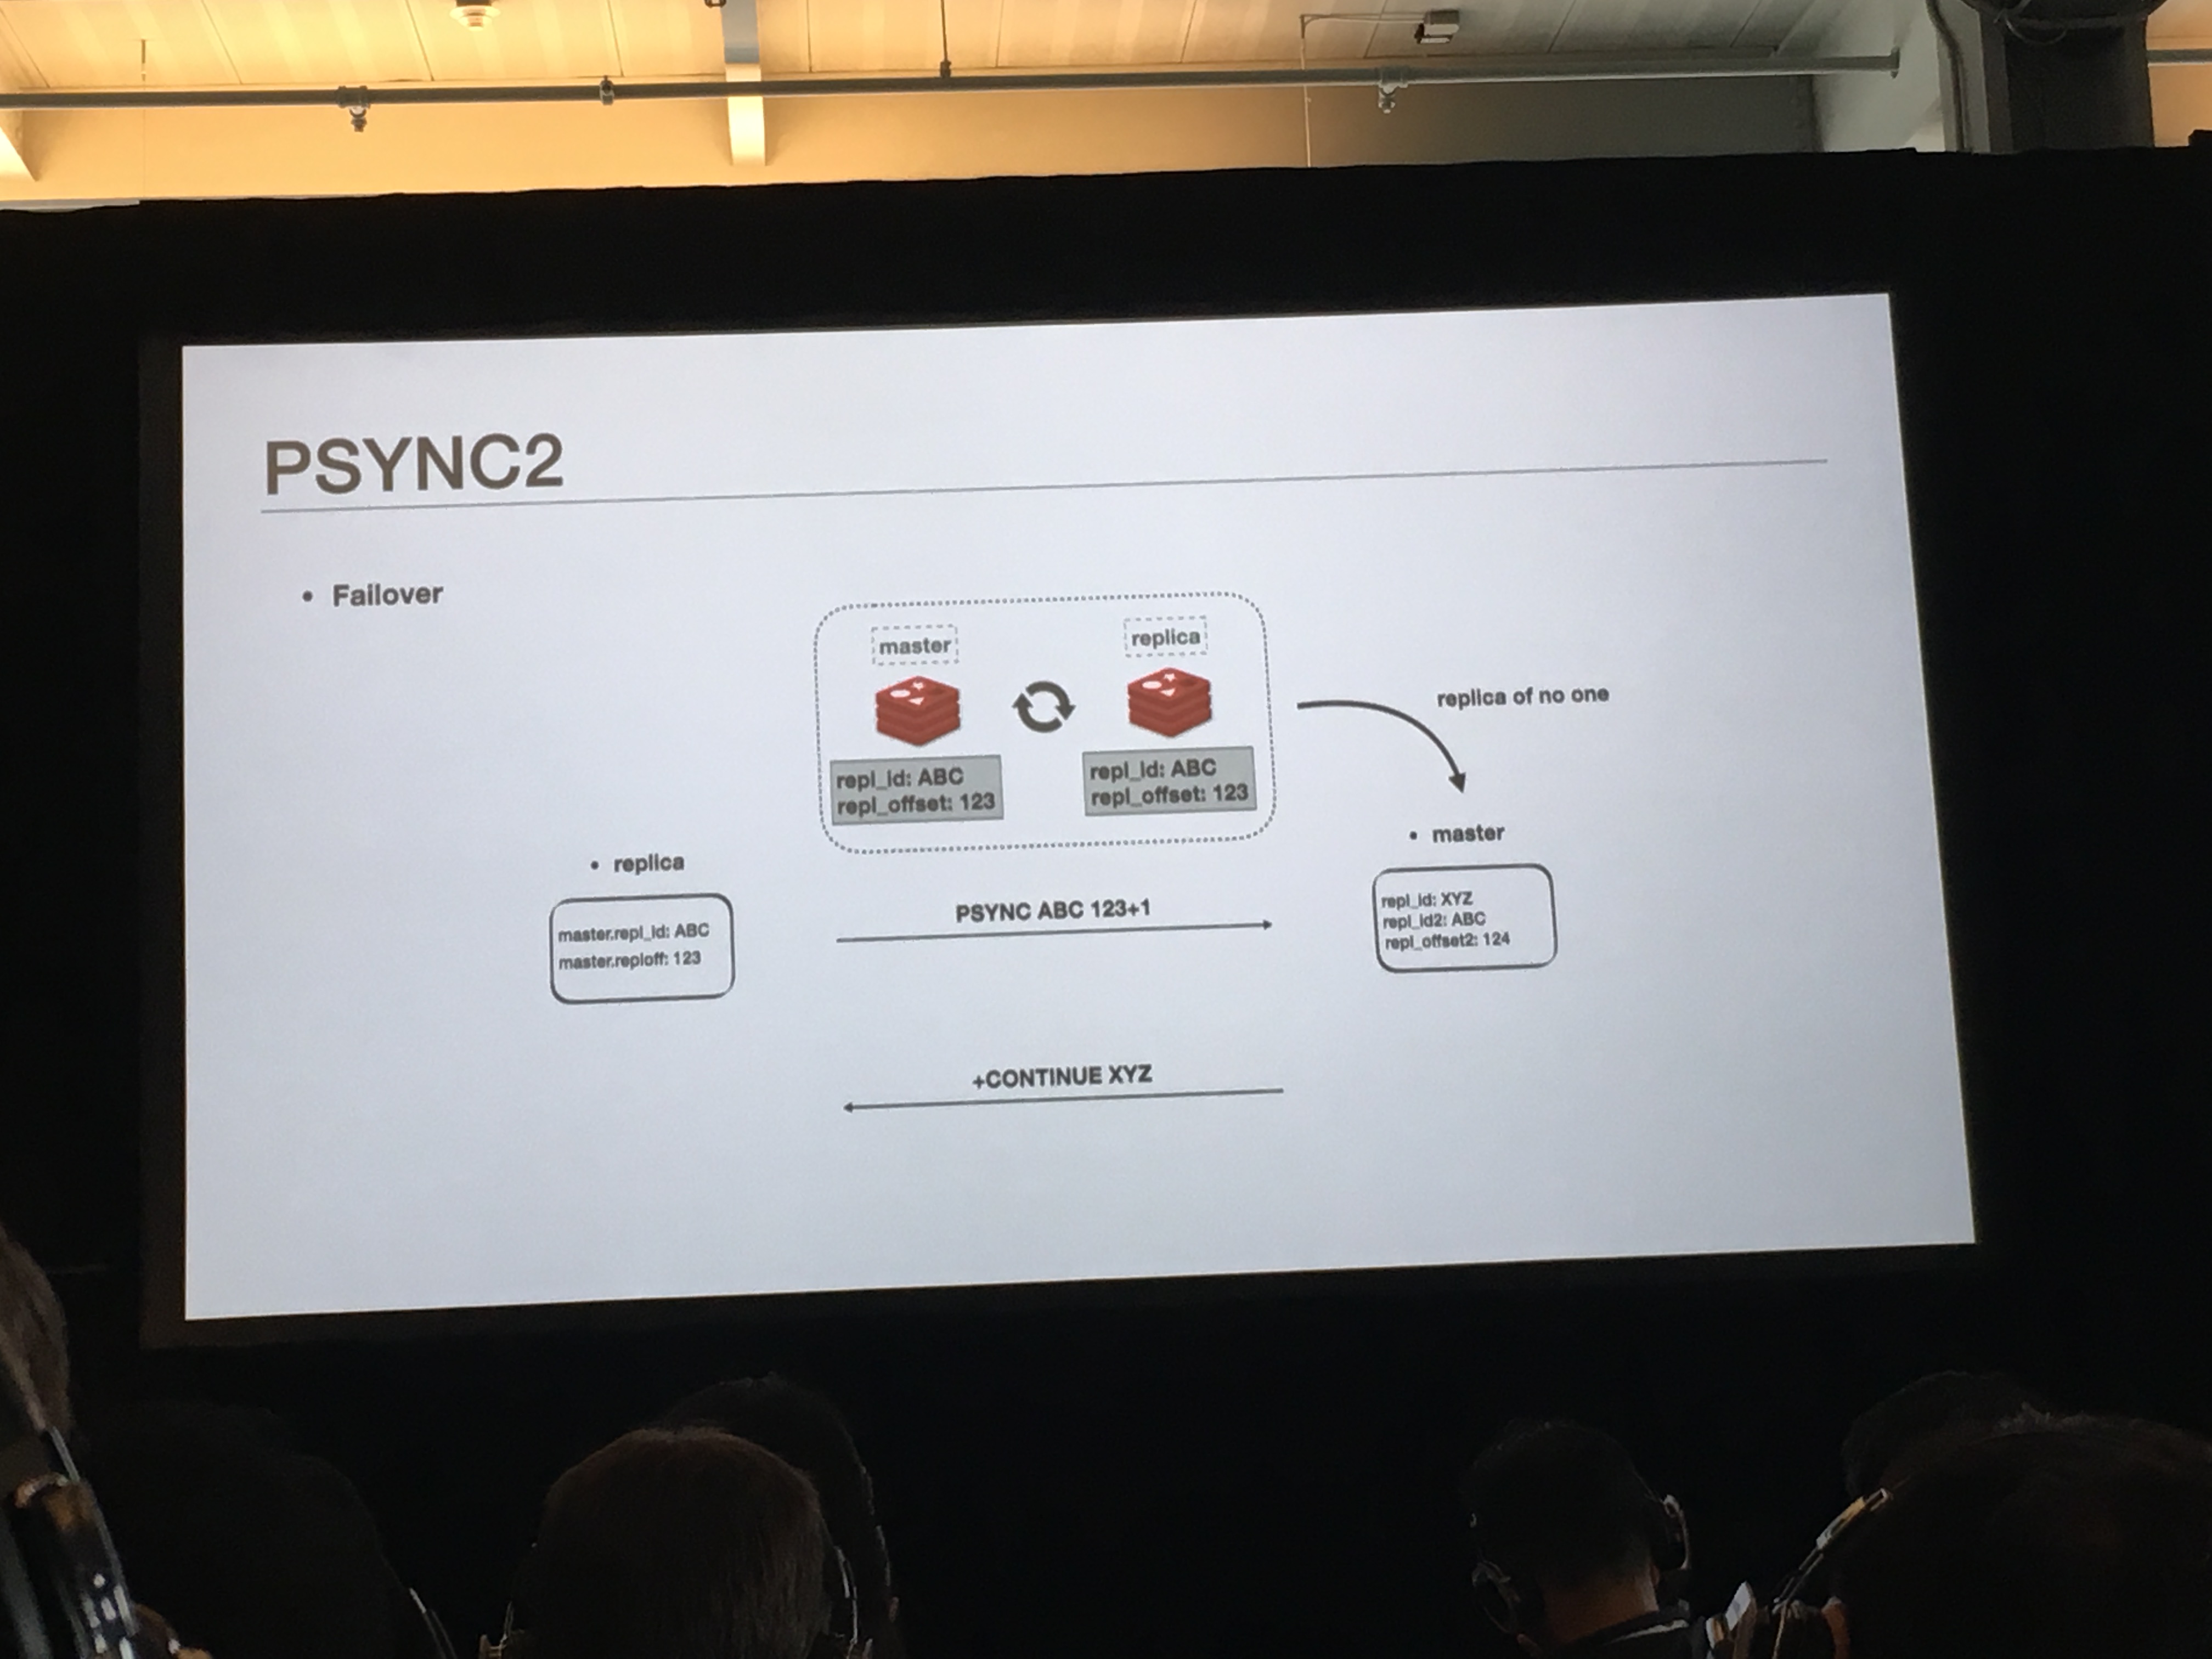 PSYNC2
• Failover
master
replica
repl_id: ABC
repl_offset: 123
repl_id: ABC
repl_offset: 123
replica of no one
• replica
master.repl_id: ABC
master.reploff: 123
PSYNC ABC 123+1
• master
repl_id: XYZ
repl_id2: ABC
repl_offset2: 124
+CONTINUE XYZ